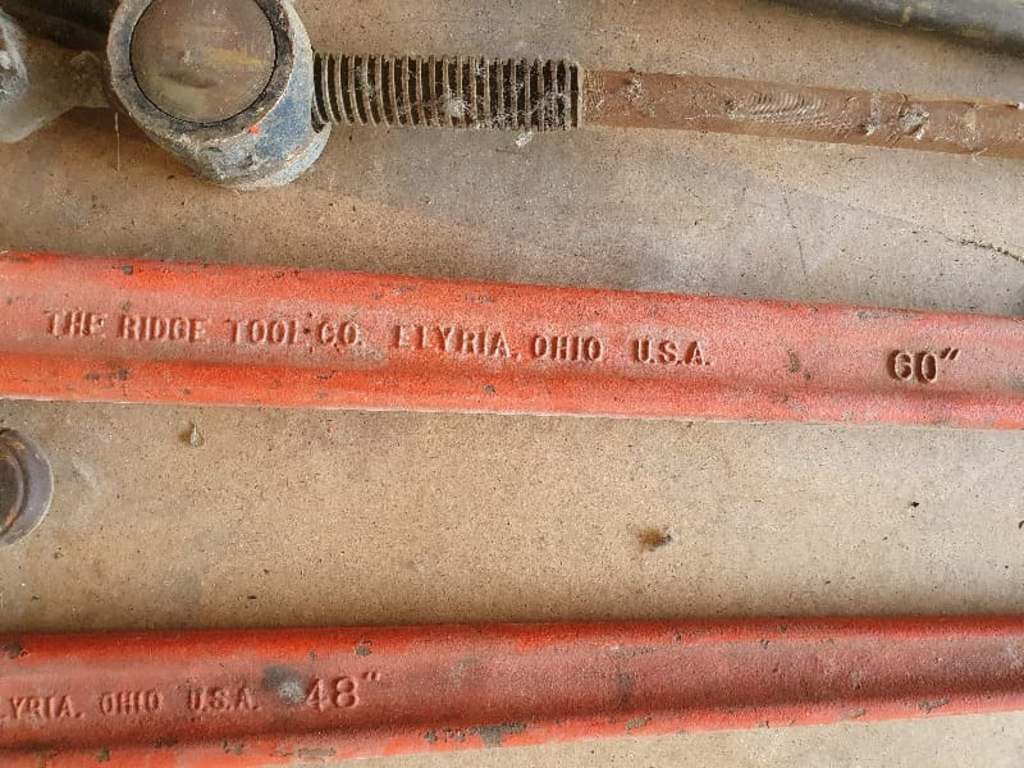 THE RIDGE TOOL CO. ELYRIA, OHIO U.S.A. 60"
LYRIA, OHIO U.S.A. 48"